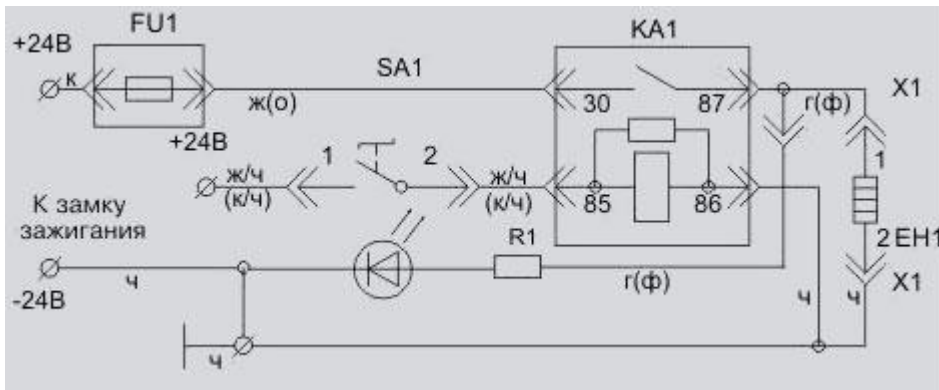 FU1
KA1
+24В
к
SA1
X1
ж(о)
30
87
г(ф)
+24В
1
2
ж/ч
(к/ч)
ж/ч
(к/ч)
85
86
1
К замку
зажигания
R1
2 EH1
ч
г(ф)
ч
ч
X1
-24В
ч